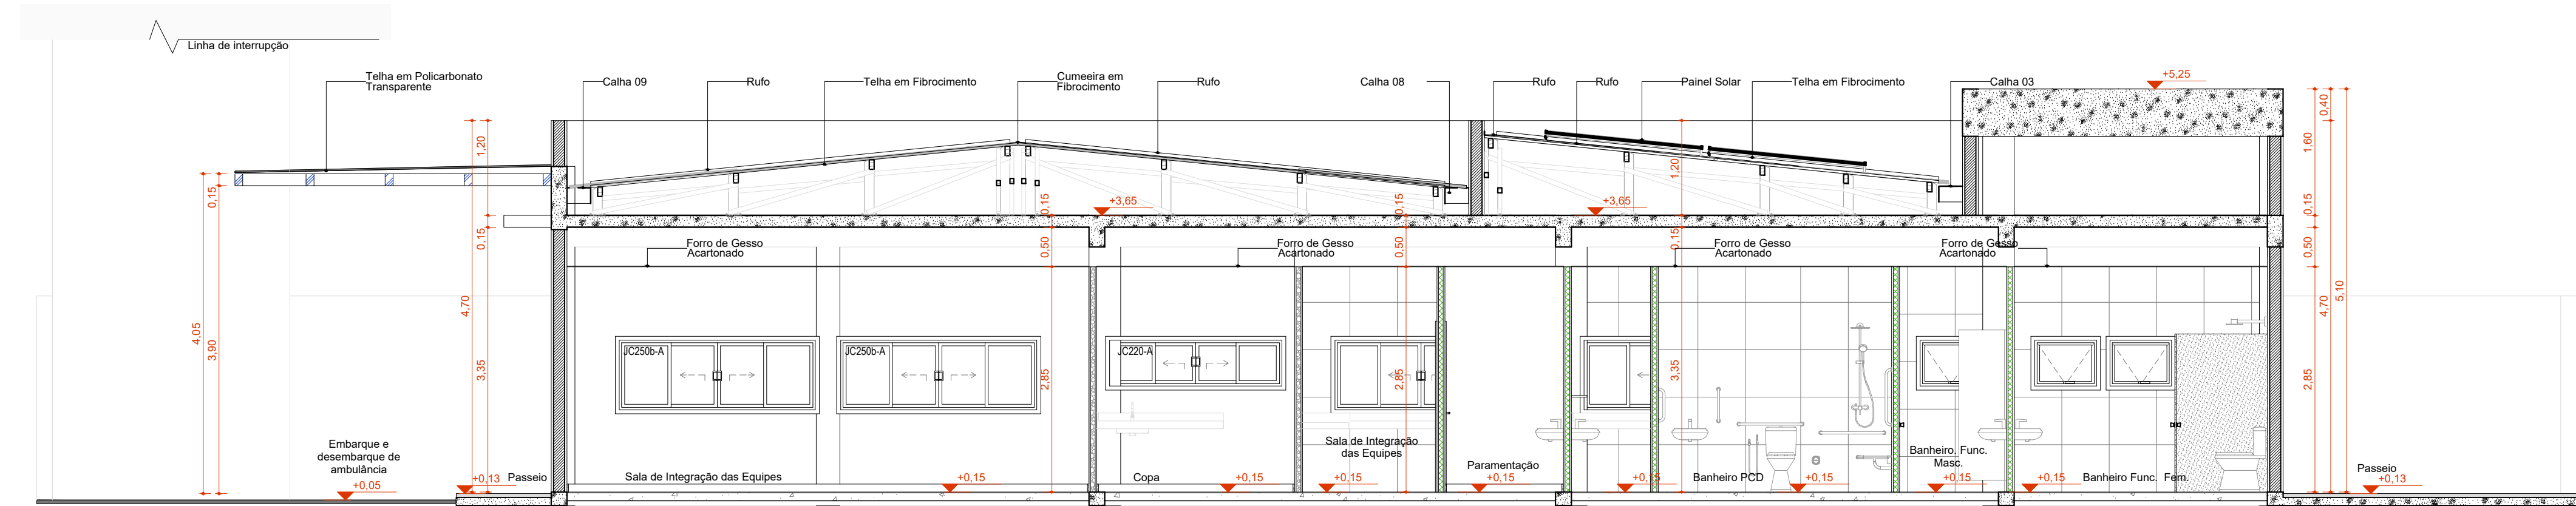 Linha de interrupção
Telha em Policarbonato
Transparente
Calha 09
Rufo
Telha em Fibrocimento
Cumeeira em
Fibrocimento
Rufo
Calha 08
Rufo
Rufo
Painel Solar
Telha em Fibrocimento
Calha 03
+5,25
0,40
1,60
0,15
0,50
4,70
5,10
2,85
1,20
0,15
4,70
3,35
0,15
4,05
3,90
+3,65
0,15
0,50
2,85
0,15
0,50
2,85
+3,65
1,20
0,15
3,35
Forro de Gesso
Acartonado
Forro de Gesso
Acartonado
Forro de Gesso
Acartonado
Forro de Gesso
Acartonado
JC250b-A
JC250b-A
JC220-A
Embarque e
desembarque de
ambulância
+0,05
+0,13
Passeio
Sala de Integração das Equipes
+0,15
Copa
+0,15
Sala de Integração
das Equipes
+0,15
Paramentação
+0,15
+0,15
Banheiro PCD
+0,15
Banheiro. Func.
Masc.
+0,15
+0,15
Banheiro Func. Fem.
Passeio
+0,13